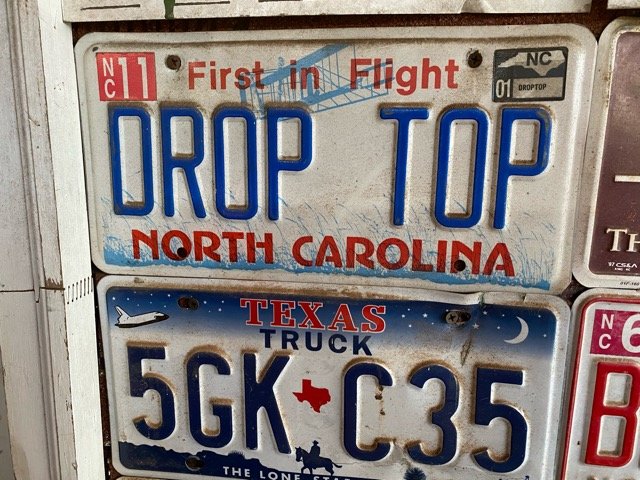 NC 11 First in Flight NC
01 DROPTOP
DROP TOP
NORTH CAROLINA
TEXAS
TRUCK
5GK C35
THE LONE
TH
NC 6
B